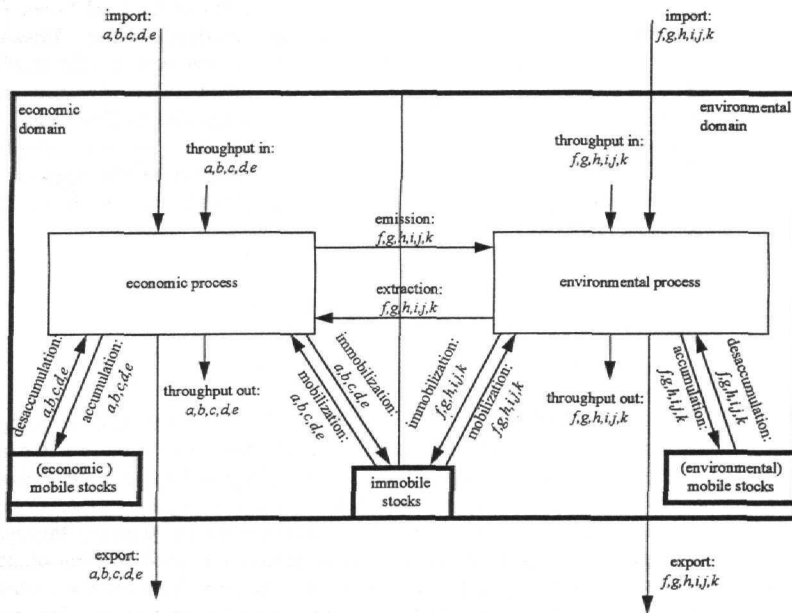 import:
a,b,c,d,e
import:
f,g,h,i,j,k
economic
domain
environmental
domain
throughput in:
a,b,c,d,e
throughput in:
f,g,h,i,j,k
emission:
f,g,h,i,j,k
economic process
environmental process
extraction:
f,g,h,i,j,k
desaccumulation:
a,b,c,d,e
accumulation:
a,b,c,d,e
throughput out:
a,b,c,d,e
immobilization:
a,b,c,d,e
mobilization:
a,b,c,d,e
immobilization:
f,g,h,i,j,k
mobilization:
f,g,h,i,j,k
throughput out:
f,g,h,i,j,k
accumulation:
f,g,h,i,j,k
desaccumulation:
f,g,h,i,j,k
(economic )
mobile stocks
immobile
stocks
(environmental)
mobile stocks
export:
a,b,c,d,e
export:
f,g,h,i,j,k